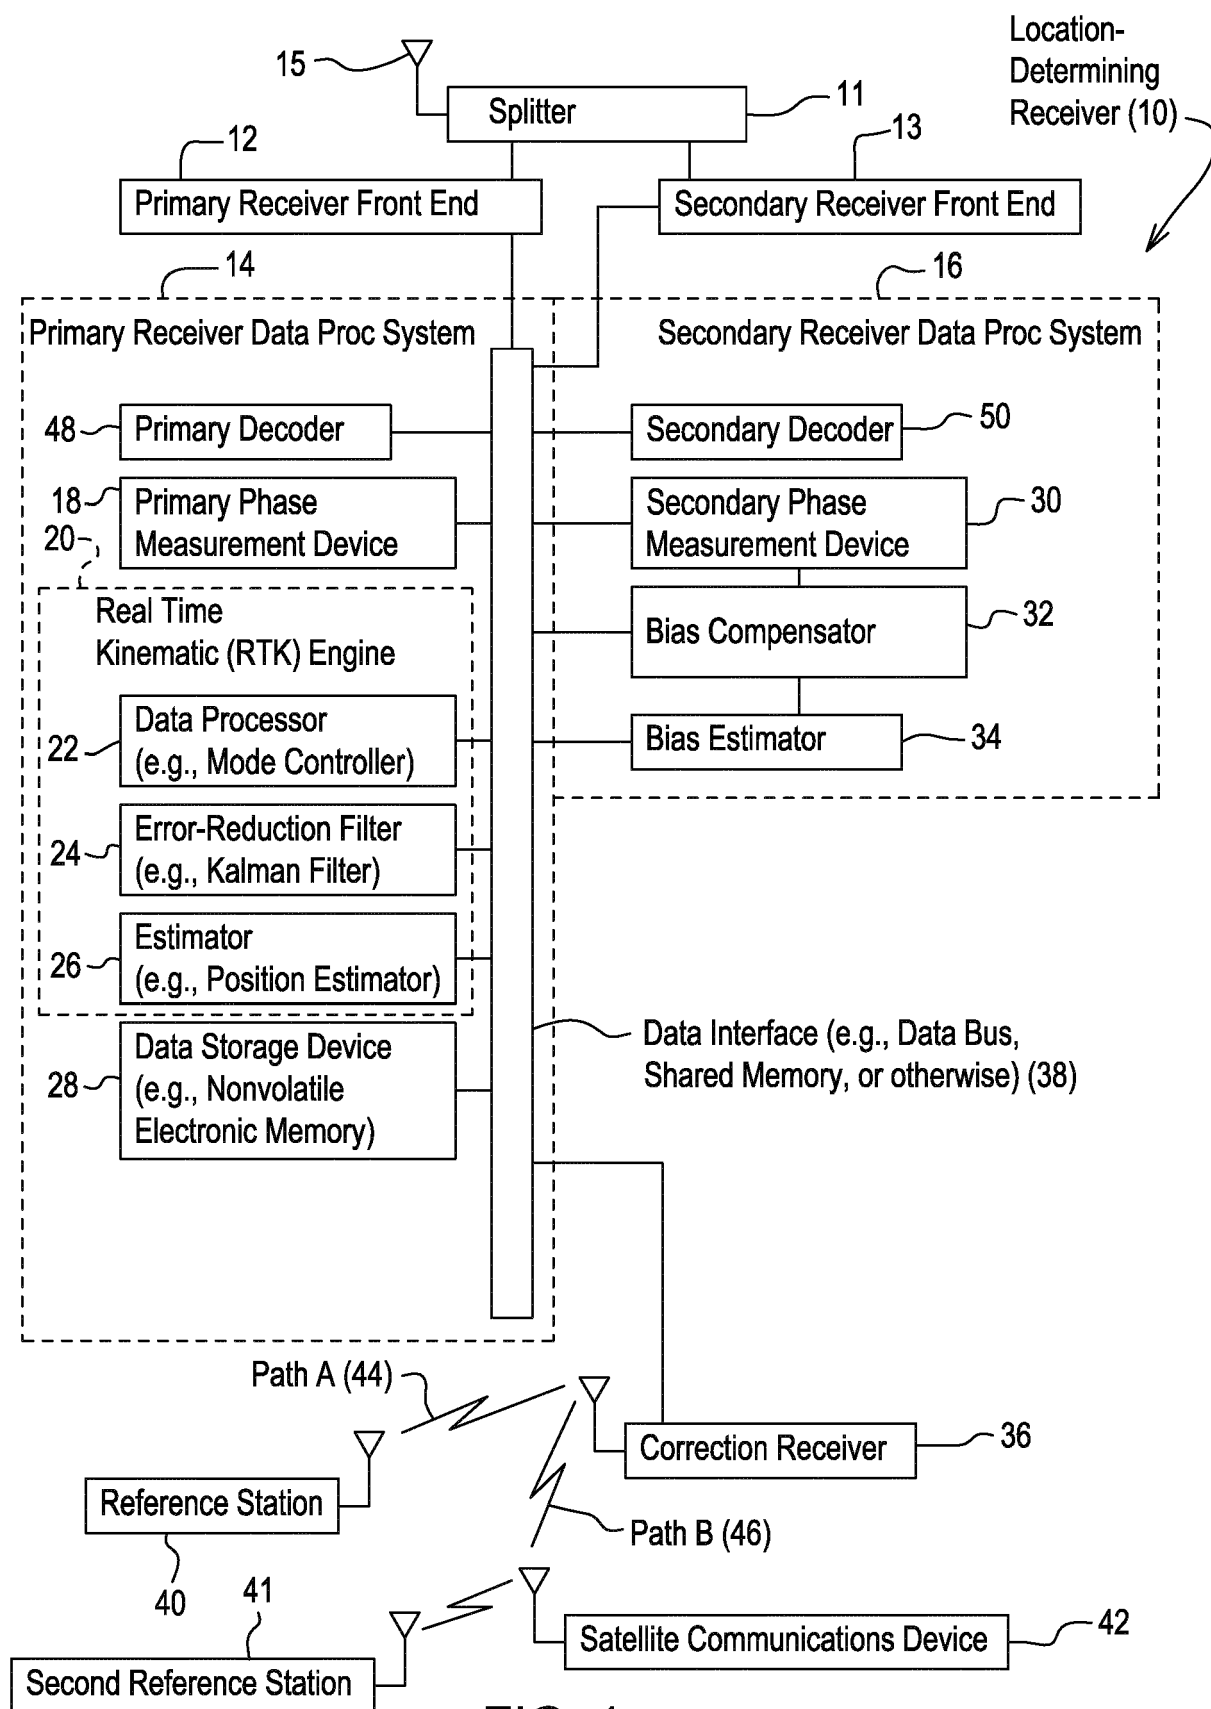 Location-
Determining
Receiver (10)
15
Splitter
11
12
13
Primary Receiver Front End
Secondary Receiver Front End
14
16
Primary Receiver Data Proc System
Secondary Receiver Data Proc System
48
Primary Decoder
Secondary Decoder
50
18
Primary Phase
Measurement Device
Secondary Phase
Measurement Device
30
20
Real Time
Kinematic (RTK) Engine
Bias Compensator
32
22
Data Processor
(e.g., Mode Controller)
Bias Estimator
34
24
Error-Reduction Filter
(e.g., Kalman Filter)
26
Estimator
(e.g., Position Estimator)
28
Data Storage Device
(e.g., Nonvolatile
Electronic Memory)
Data Interface (e.g., Data Bus,
Shared Memory, or otherwise) (38)
Path A (44)
Correction Receiver
36
Reference Station
40
Path B (46)
41
Second Reference Station
Satellite Communications Device
42